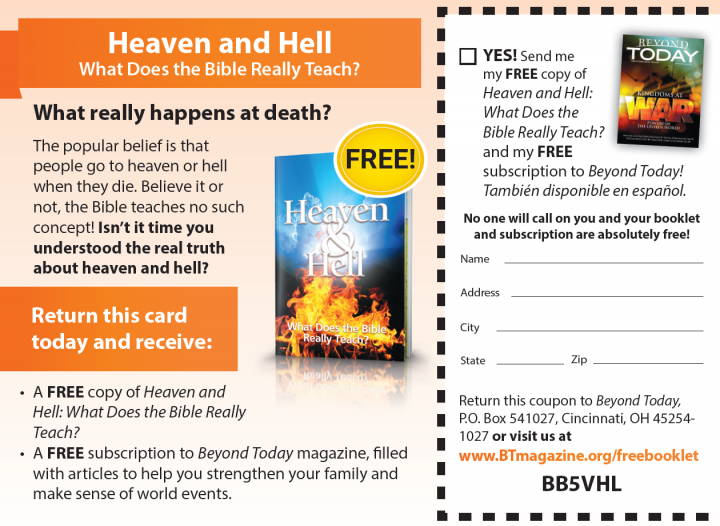 Heaven and Hell
What Does the Bible Really Teach?
What really happens at death?
The popular belief is that
people go to heaven or hell
when they die. Believe it or
not, the Bible teaches no such
concept! Isn't it time you
understood the real truth
about heaven and hell?
FREE!
Heaven
&
Hell
What Does the Bible
Really Teach?
Return this card
today and receive:
• A FREE copy of Heaven and
Hell: What Does the Bible Really
Teach?
• A FREE subscription to Beyond Today magazine, filled
with articles to help you strengthen your family and
make sense of world events.
YES! Send me
my FREE copy of
Heaven and Hell:
What Does the
Bible Really Teach?
and my FREE
subscription to Beyond Today!
También disponible en español.
BEYOND
TODAY
KINGDOMS AT
WAR
No one will call on you and your booklet
and subscription are absolutely free!
Name
Address
City
State Zip
Return this coupon to Beyond Today,
P.O. Box 541027, Cincinnati, OH 45254-
1027 or visit us at
www.BTmagazine.org/freebooklet
BB5VHL